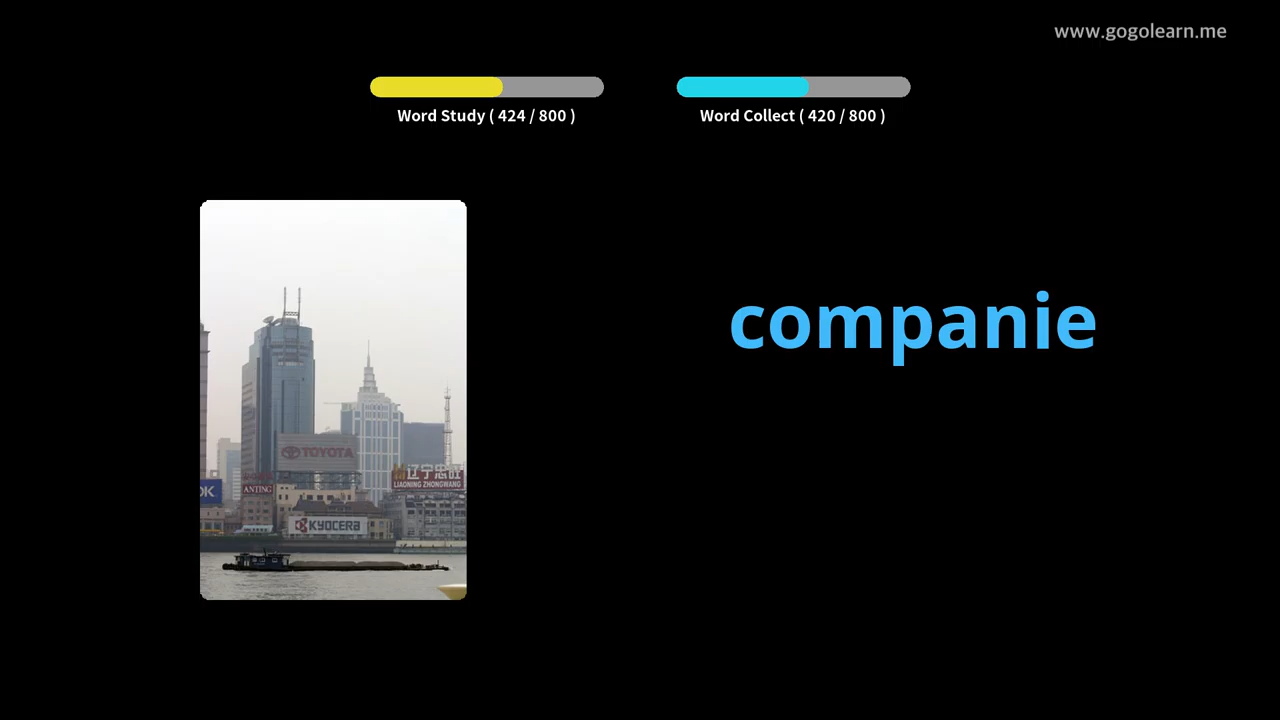 www.gogolearn.me
Word Study ( 424 / 800 )
Word Collect ( 420 / 800 )
companie
TOYOTA
辽宁忠旺
LIAONING ZHONGWANG
OK
ANTING
KYOCERA